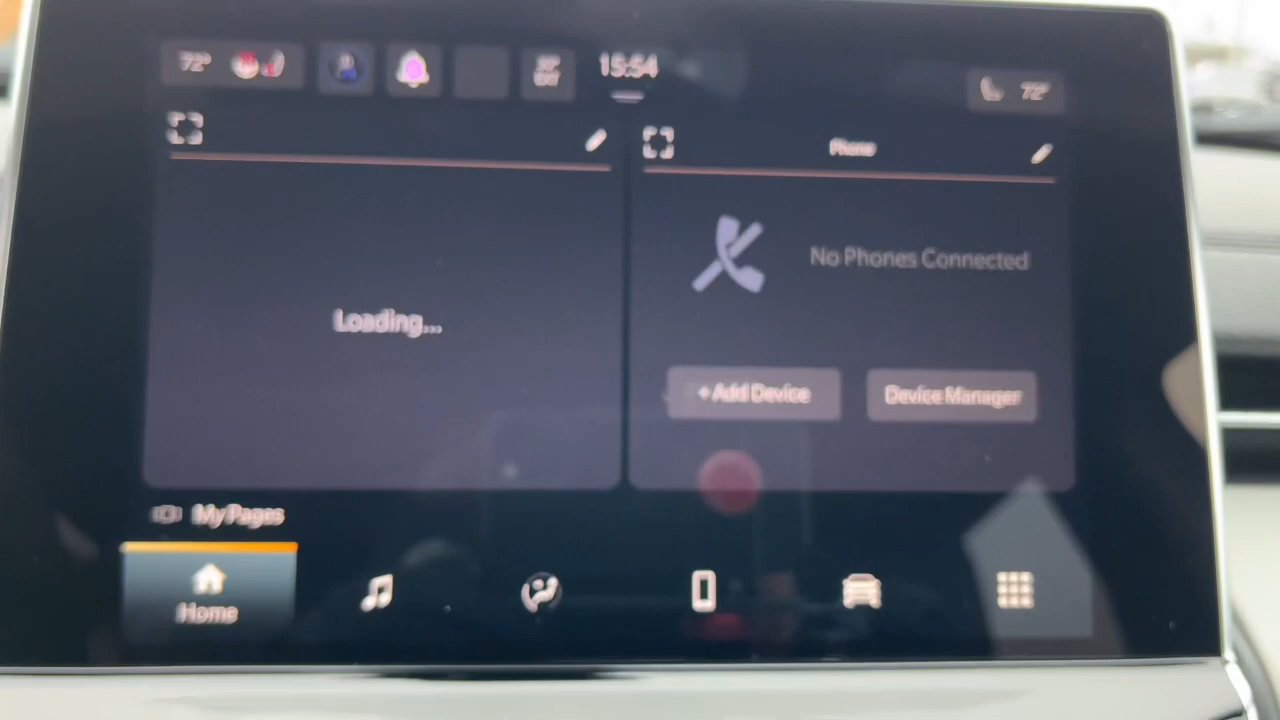 72°
15:54
72°
Phone
No Phones Connected
Loading...
+ Add Device
Device Manager
My Pages
Home